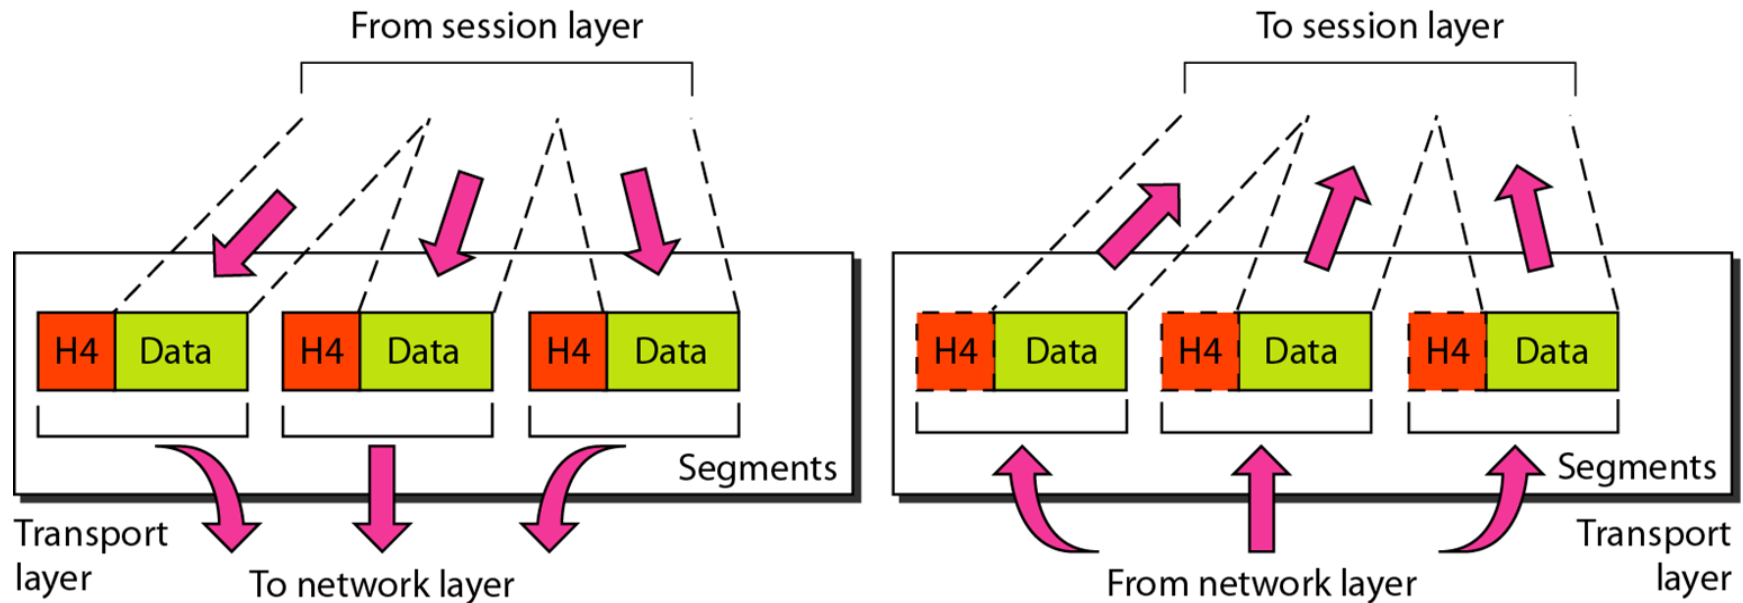 From session layer
H4 Data H4 Data H4 Data
Segments
Transport
layer
To network layer
To session layer
H4 Data H4 Data H4 Data
Segments
Transport
layer
From network layer